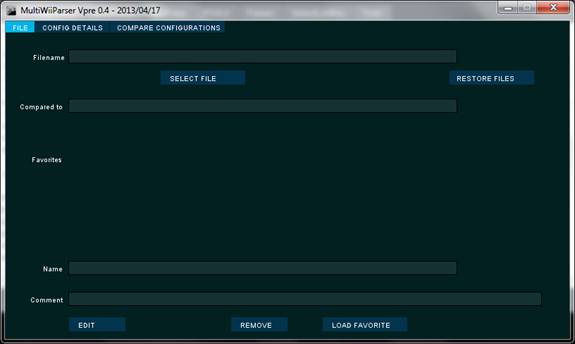 MultiWiiParser Vpre 0.4 - 2013/04/17
FILE CONFIG DETAILS COMPARE CONFIGURATIONS
Filename
SELECT FILE RESTORE FILES
Compared to
Favorites
Name
Comment
EDIT REMOVE LOAD FAVORITE